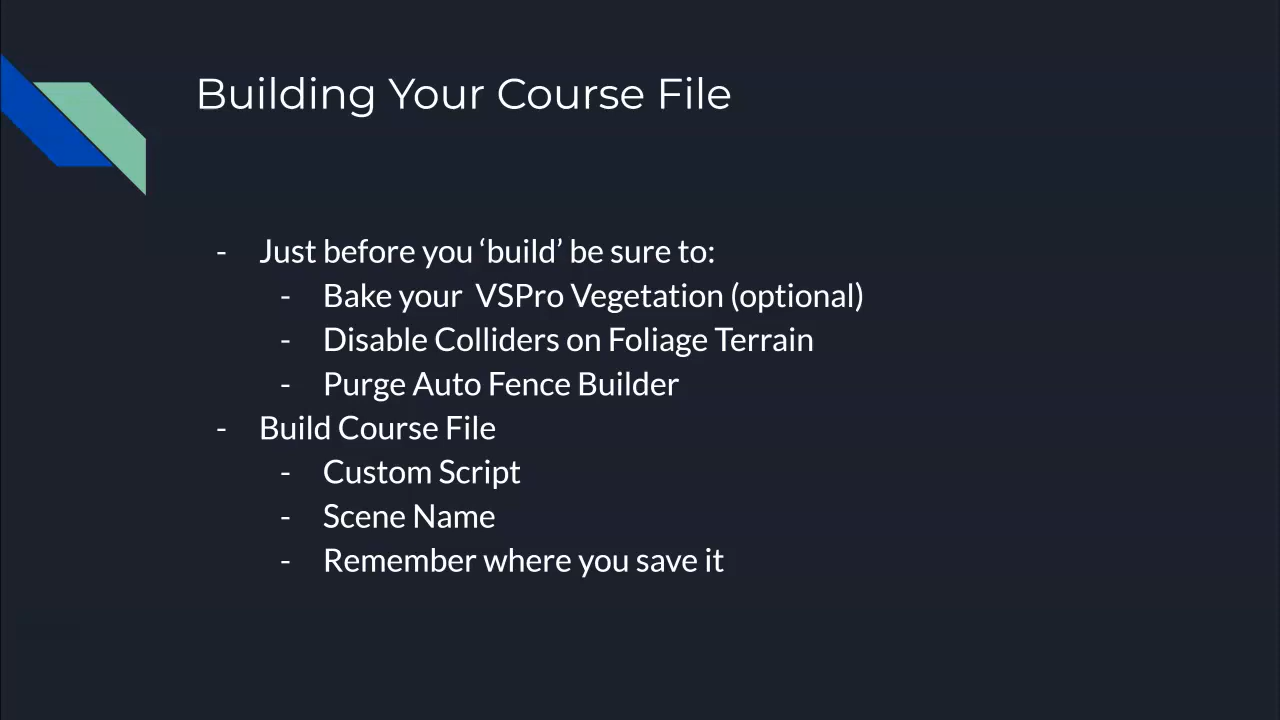 Building Your Course File
- Just before you ‘build’ be sure to:
- Bake your  VSPro Vegetation (optional)
- Disable Colliders on Foliage Terrain
- Purge Auto Fence Builder
- Build Course File
- Custom Script
- Scene Name
- Remember where you save it